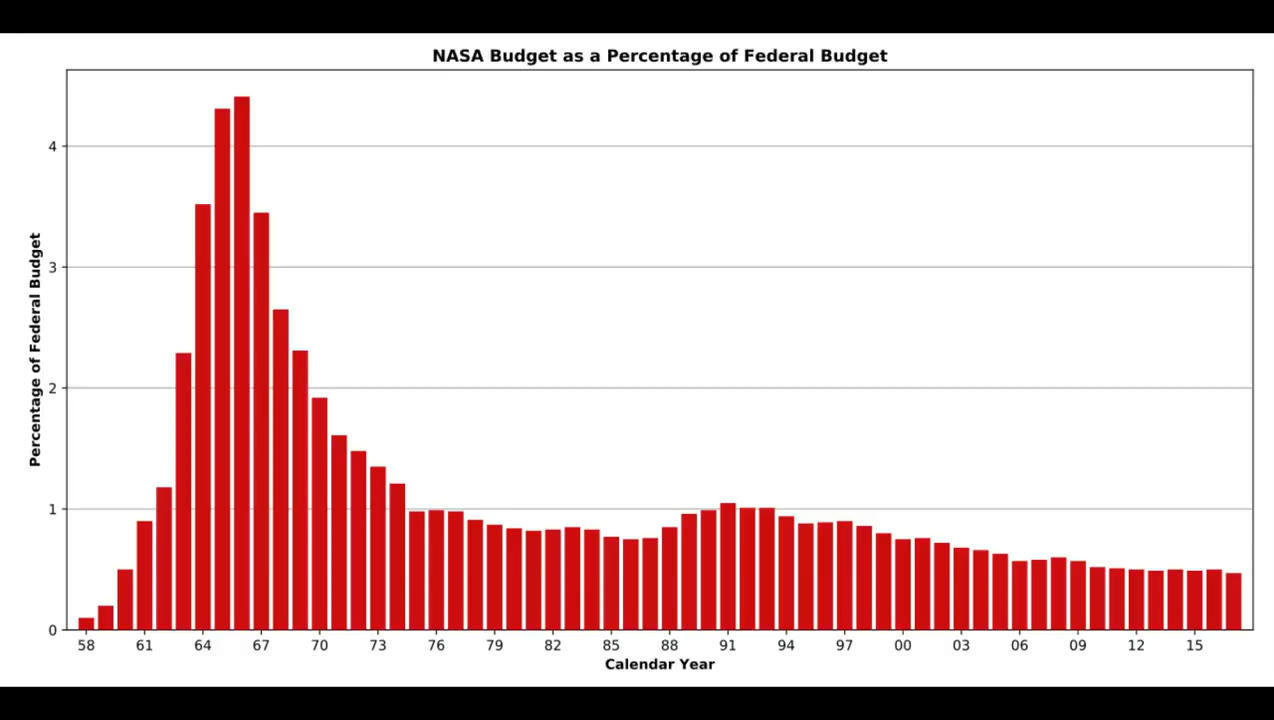 NASA Budget as a Percentage of Federal Budget
Percentage of Federal Budget
4
3
2
1
0
58 61 64 67 70 73 76 79 82 85 88 91 94 97 00 03 06 09 12 15
Calendar Year